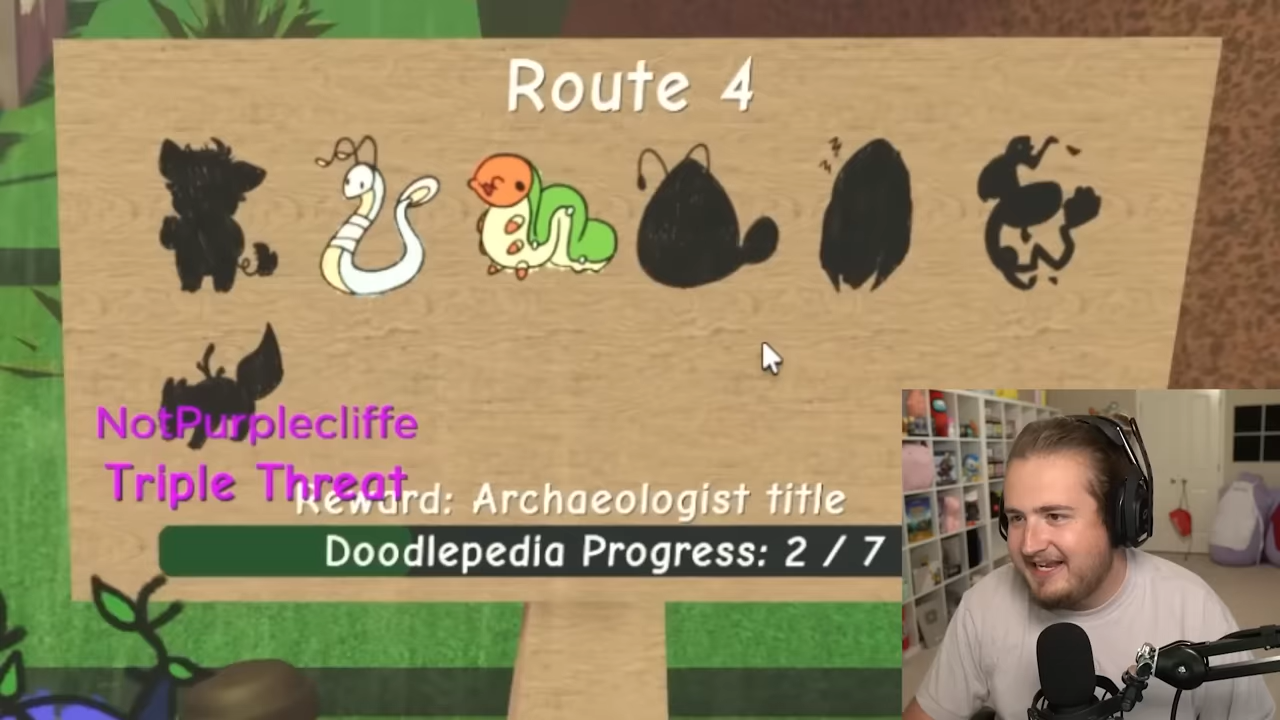 Route 4
NotPurplecliffe
Triple Threat
Reward: Archaeologist title
Doodlepedia Progress: 2 / 7